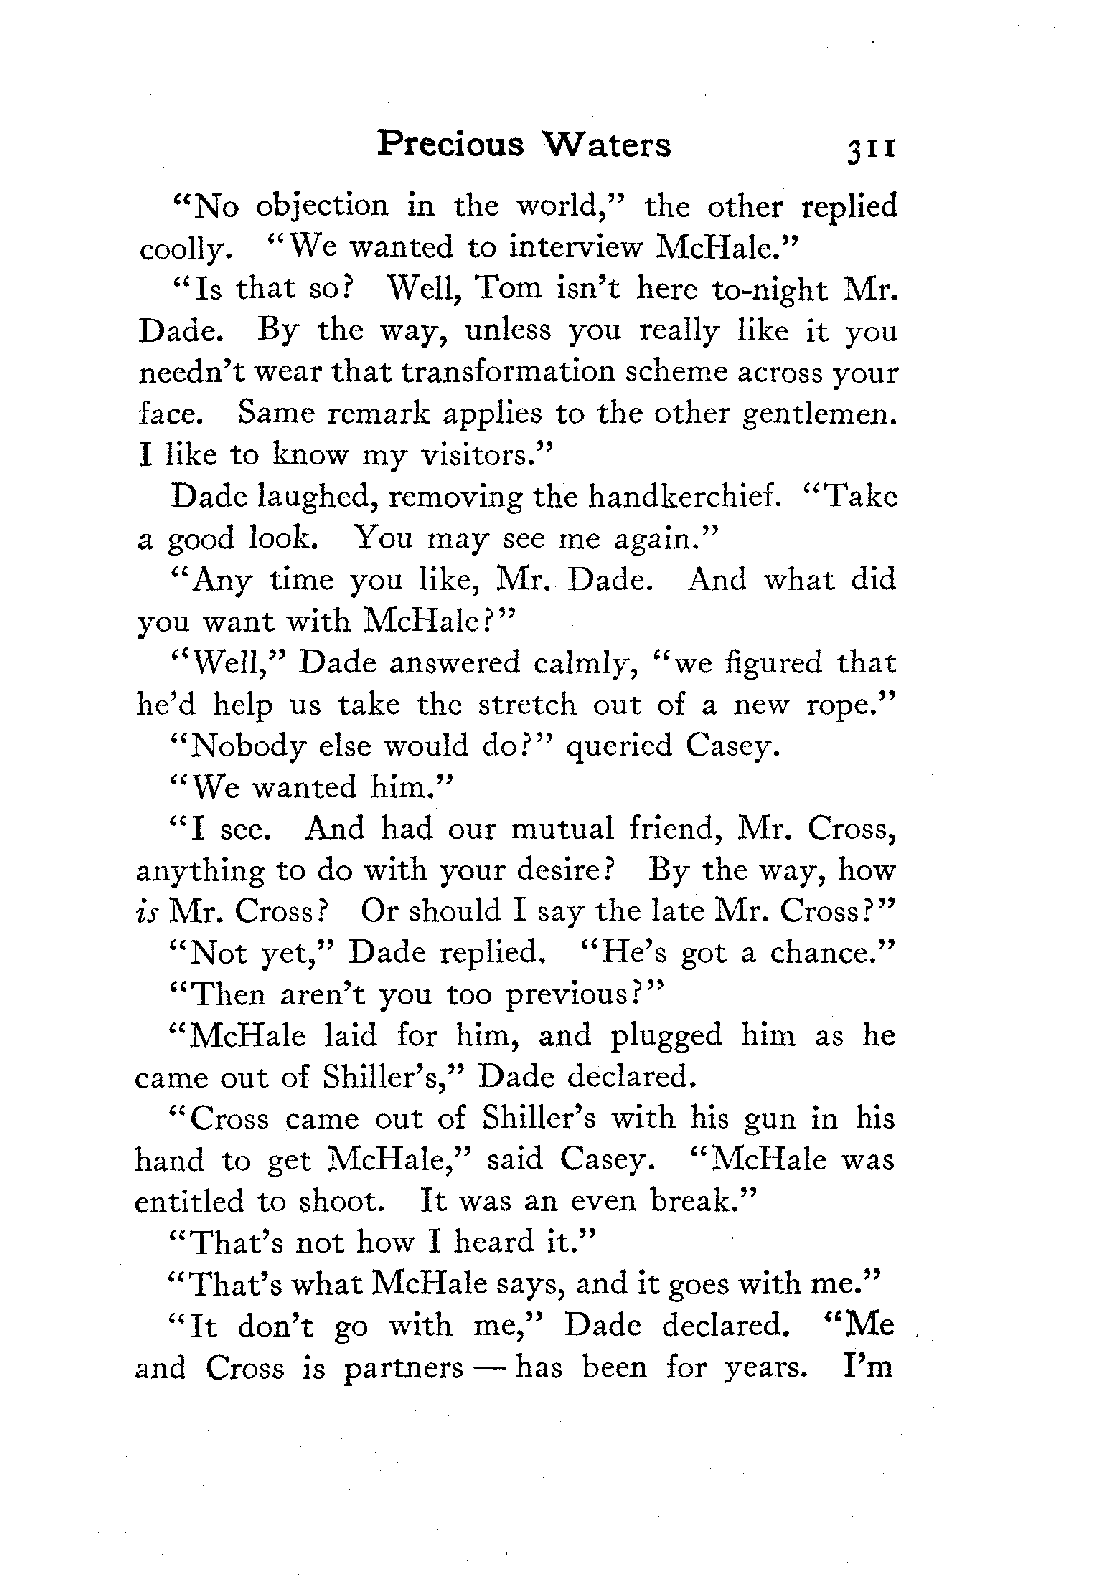 Precious Waters 311
“No objection in the world,” the other replied
coolly. “We wanted to interview McHale.”
“Is that so? Well, Tom isn’t here to-night Mr.
Dade. By the way, unless you really like it you
needn’t wear that transformation scheme across your
face. Same remark applies to the other gentlemen.
I like to know my visitors.”
Dade laughed, removing the handkerchief. “Take
a good look. You may see me again.”
“Any time you like, Mr. Dade. And what did
you want with McHale?”
“Well,” Dade answered calmly, “we figured that
he’d help us take the stretch out of a new rope.”
“Nobody else would do?” queried Casey.
“We wanted him.”
“I see. And had our mutual friend, Mr. Cross,
anything to do with your desire? By the way, how
is Mr. Cross? Or should I say the late Mr. Cross?”
“Not yet,” Dade replied. “He’s got a chance.”
“Then aren’t you too previous?”
“McHale laid for him, and plugged him as he
came out of Shiller’s,” Dade declared.
“Cross came out of Shiller’s with his gun in his
hand to get McHale,” said Casey. “McHale was
entitled to shoot. It was an even break.”
“That’s not how I heard it.”
“That’s what McHale says, and it goes with me.”
“It don’t go with me,” Dade declared. “Me
and Cross is partners — has been for years. I’m